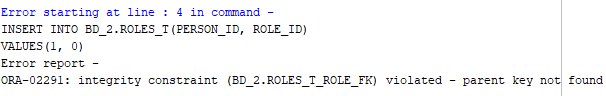 Error starting at line : 4 in command -
INSERT INTO BD_2.ROLES_T(PERSON_ID, ROLE_ID)
VALUES(1, 0)
Error report -
ORA-02291: integrity constraint (BD_2.ROLES_T_ROLE_FK) violated - parent key not found